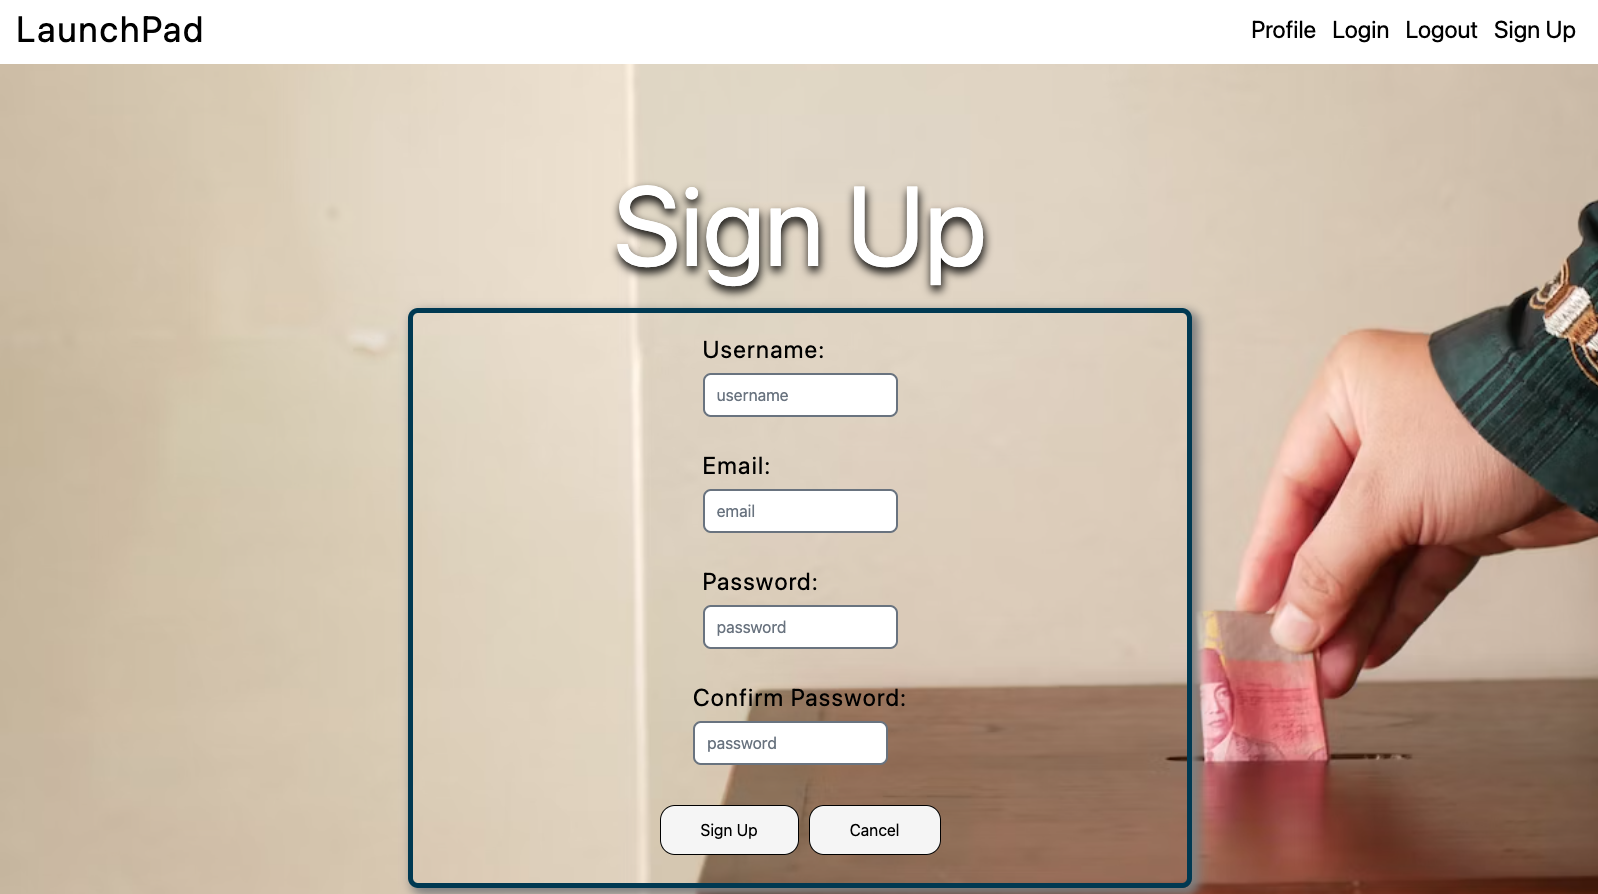 LaunchPad
Profile Login Logout Sign Up
Sign Up
Username:
username
Email:
email
Password:
password
Confirm Password:
password
Sign Up
Cancel